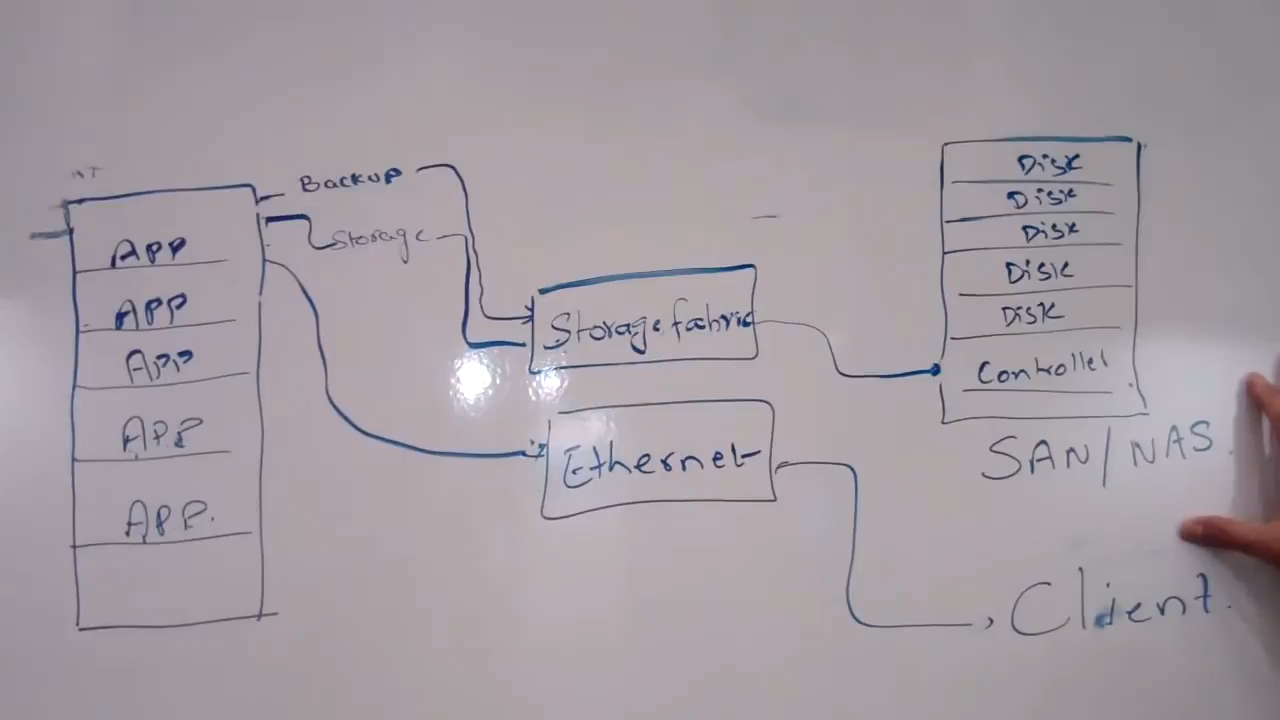 APP
APP
APP
APP
APP.
Backup
Storage
Storage fabric
Ethernet
Disk
Disk
Disk
Disk
Disk
Controller
SAN/NAS.
Client.